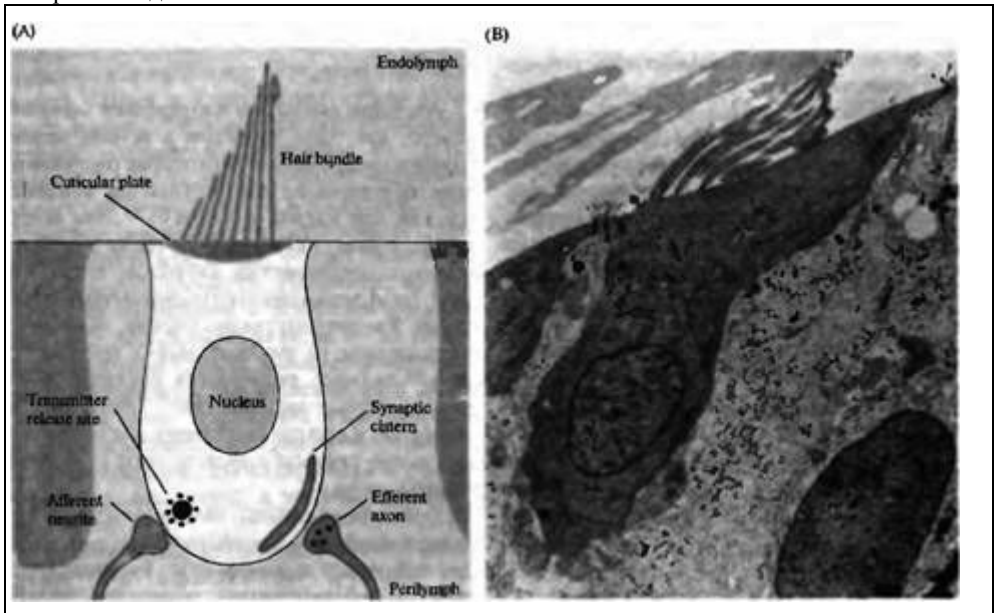 (A)
(B)
Endolymph
Hair bundle
Cuticular plate
Nucleus
Transmitter
release site
Synaptic
cistern
Afferent
neurite
Efferent
axon
Perilymph